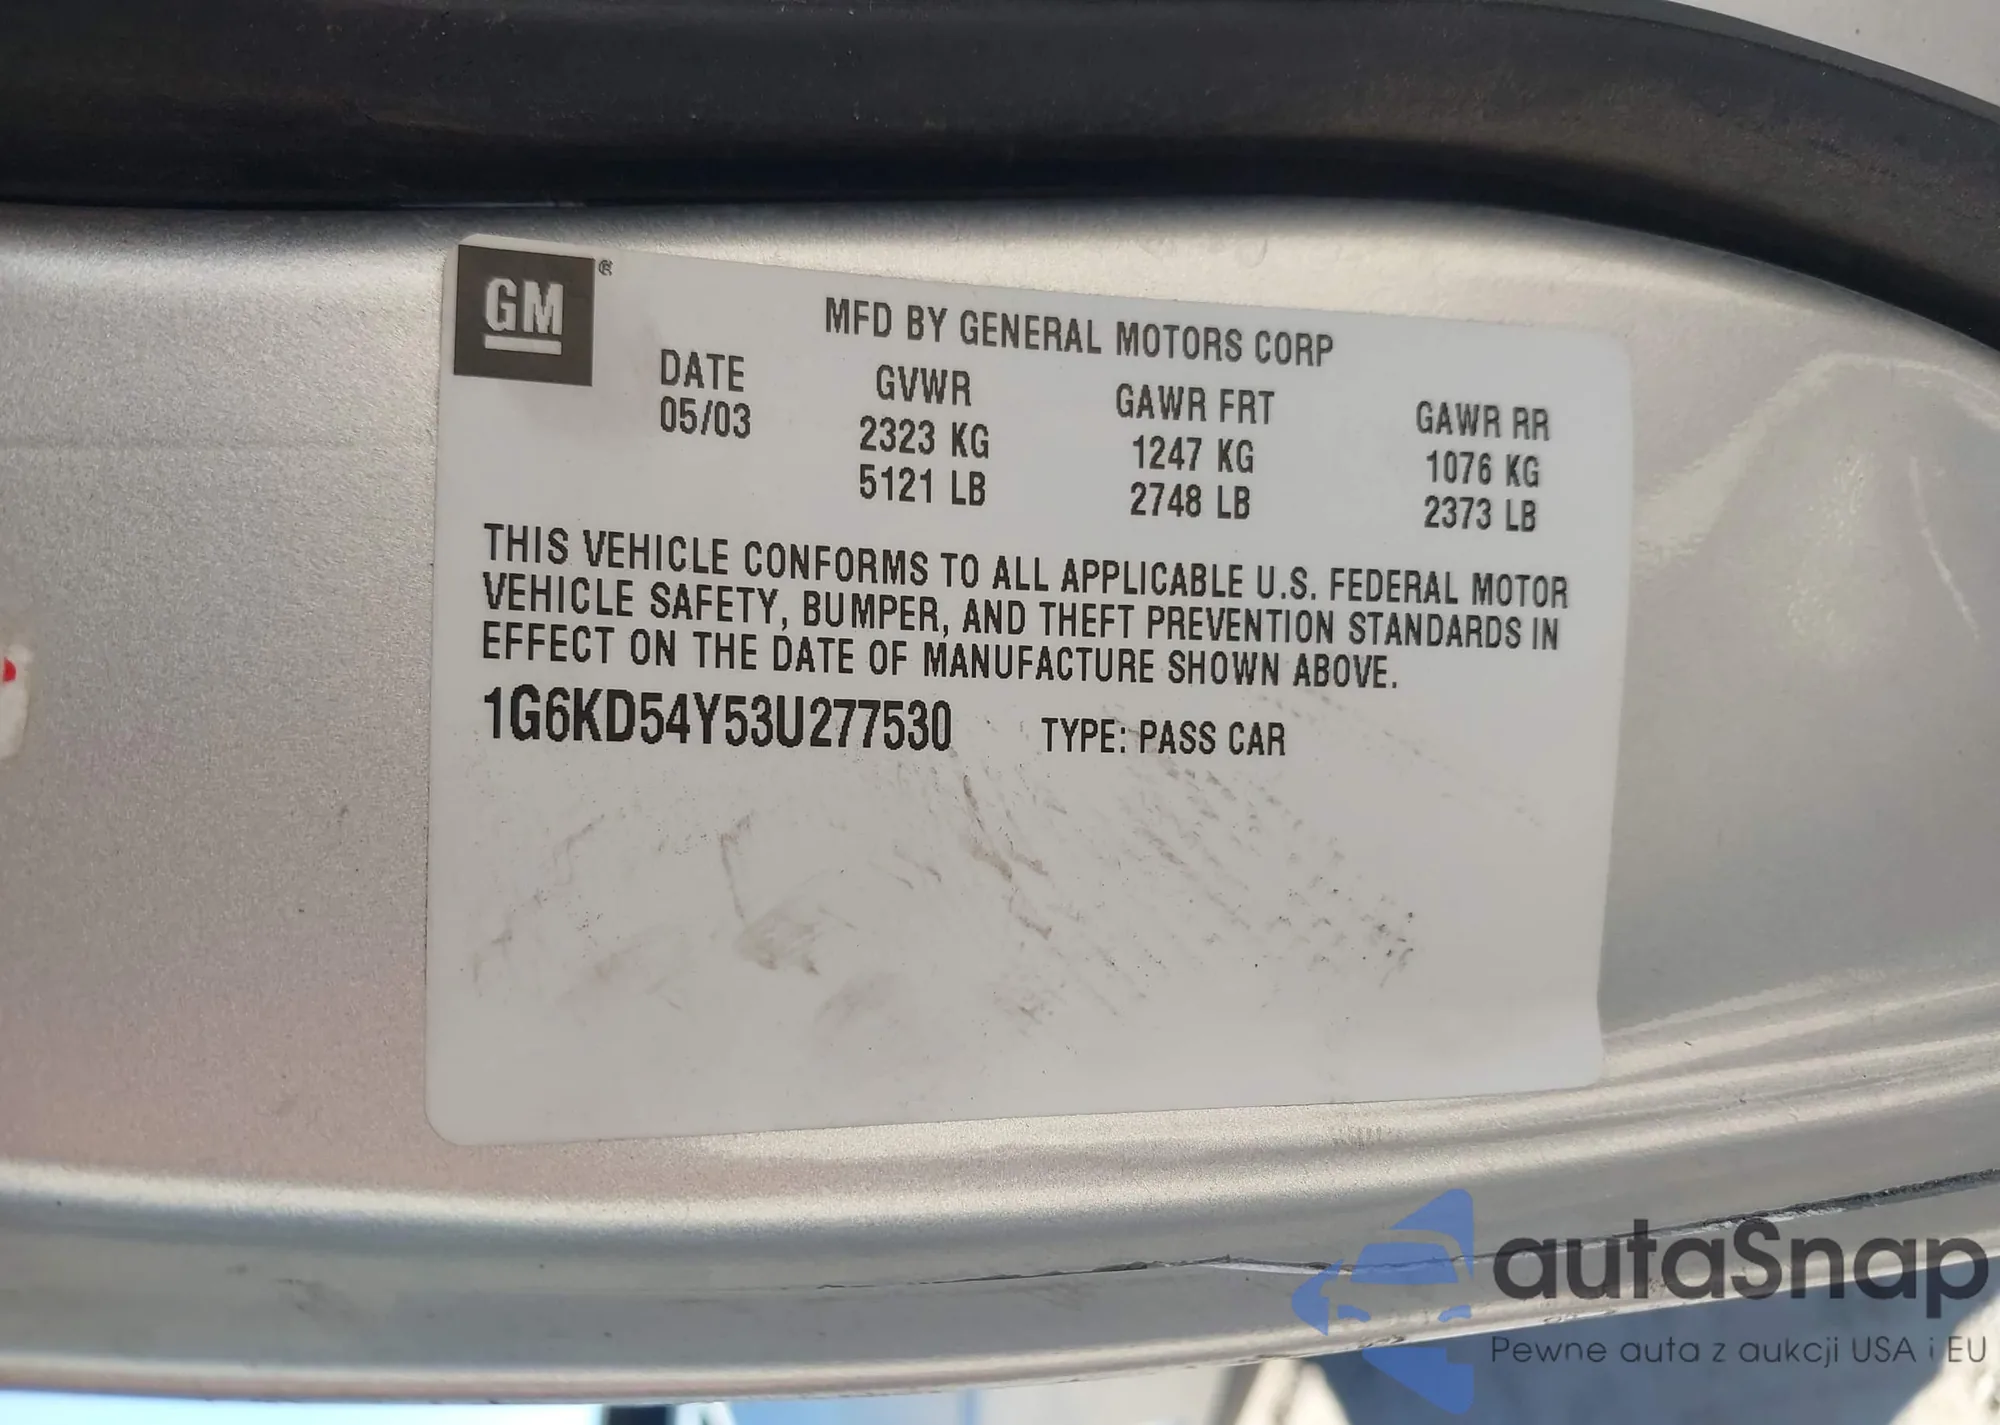 GM ®
MFD BY GENERAL MOTORS CORP
DATE GVWR GAWR FRT GAWR RR
05/03 2323 KG 1247 KG 1076 KG
5121 LB 2748 LB 2373 LB
THIS VEHICLE CONFORMS TO ALL APPLICABLE U.S. FEDERAL MOTOR
VEHICLE SAFETY, BUMPER, AND THEFT PREVENTION STANDARDS IN
EFFECT ON THE DATE OF MANUFACTURE SHOWN ABOVE.
1G6KD54Y53U277530 TYPE: PASS CAR
autaSnap
Pewne auta z aukcji USA i EU